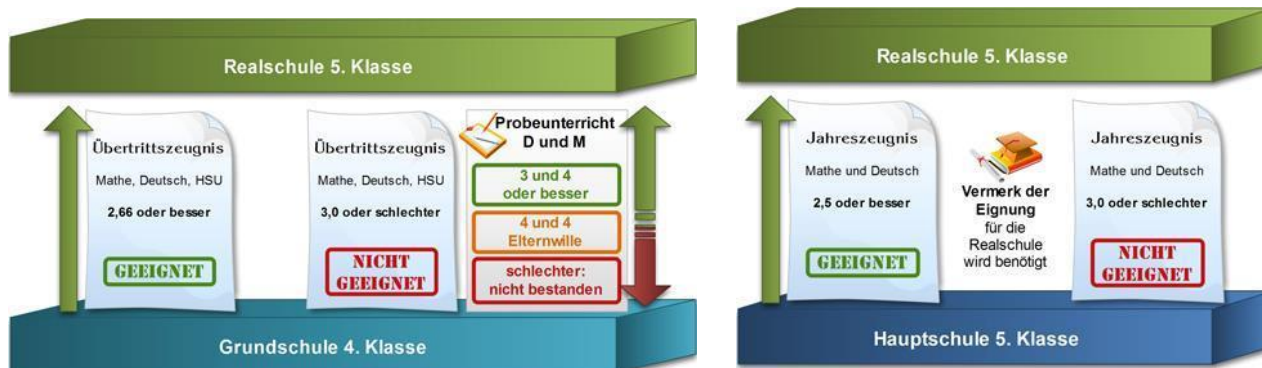 Realschule 5. Klasse
Übertrittszeugnis
Mathe, Deutsch, HSU
2,66 oder besser
GEEIGNET
Übertrittszeugnis
Mathe, Deutsch, HSU
3,0 oder schlechter
NICHT
GEEIGNET
Probeunterricht
D und M
3 und 4
oder besser
4 und 4
Elternwille
schlechter:
nicht bestanden
Grundschule 4. Klasse
Realschule 5. Klasse
Jahreszeugnis
Mathe und Deutsch
2,5 oder besser
GEEIGNET
Vermerk der
Eignung
für die
Realschule
wird benötigt
Jahreszeugnis
Mathe und Deutsch
3,0 oder schlechter
NICHT
GEEIGNET
Hauptschule 5. Klasse